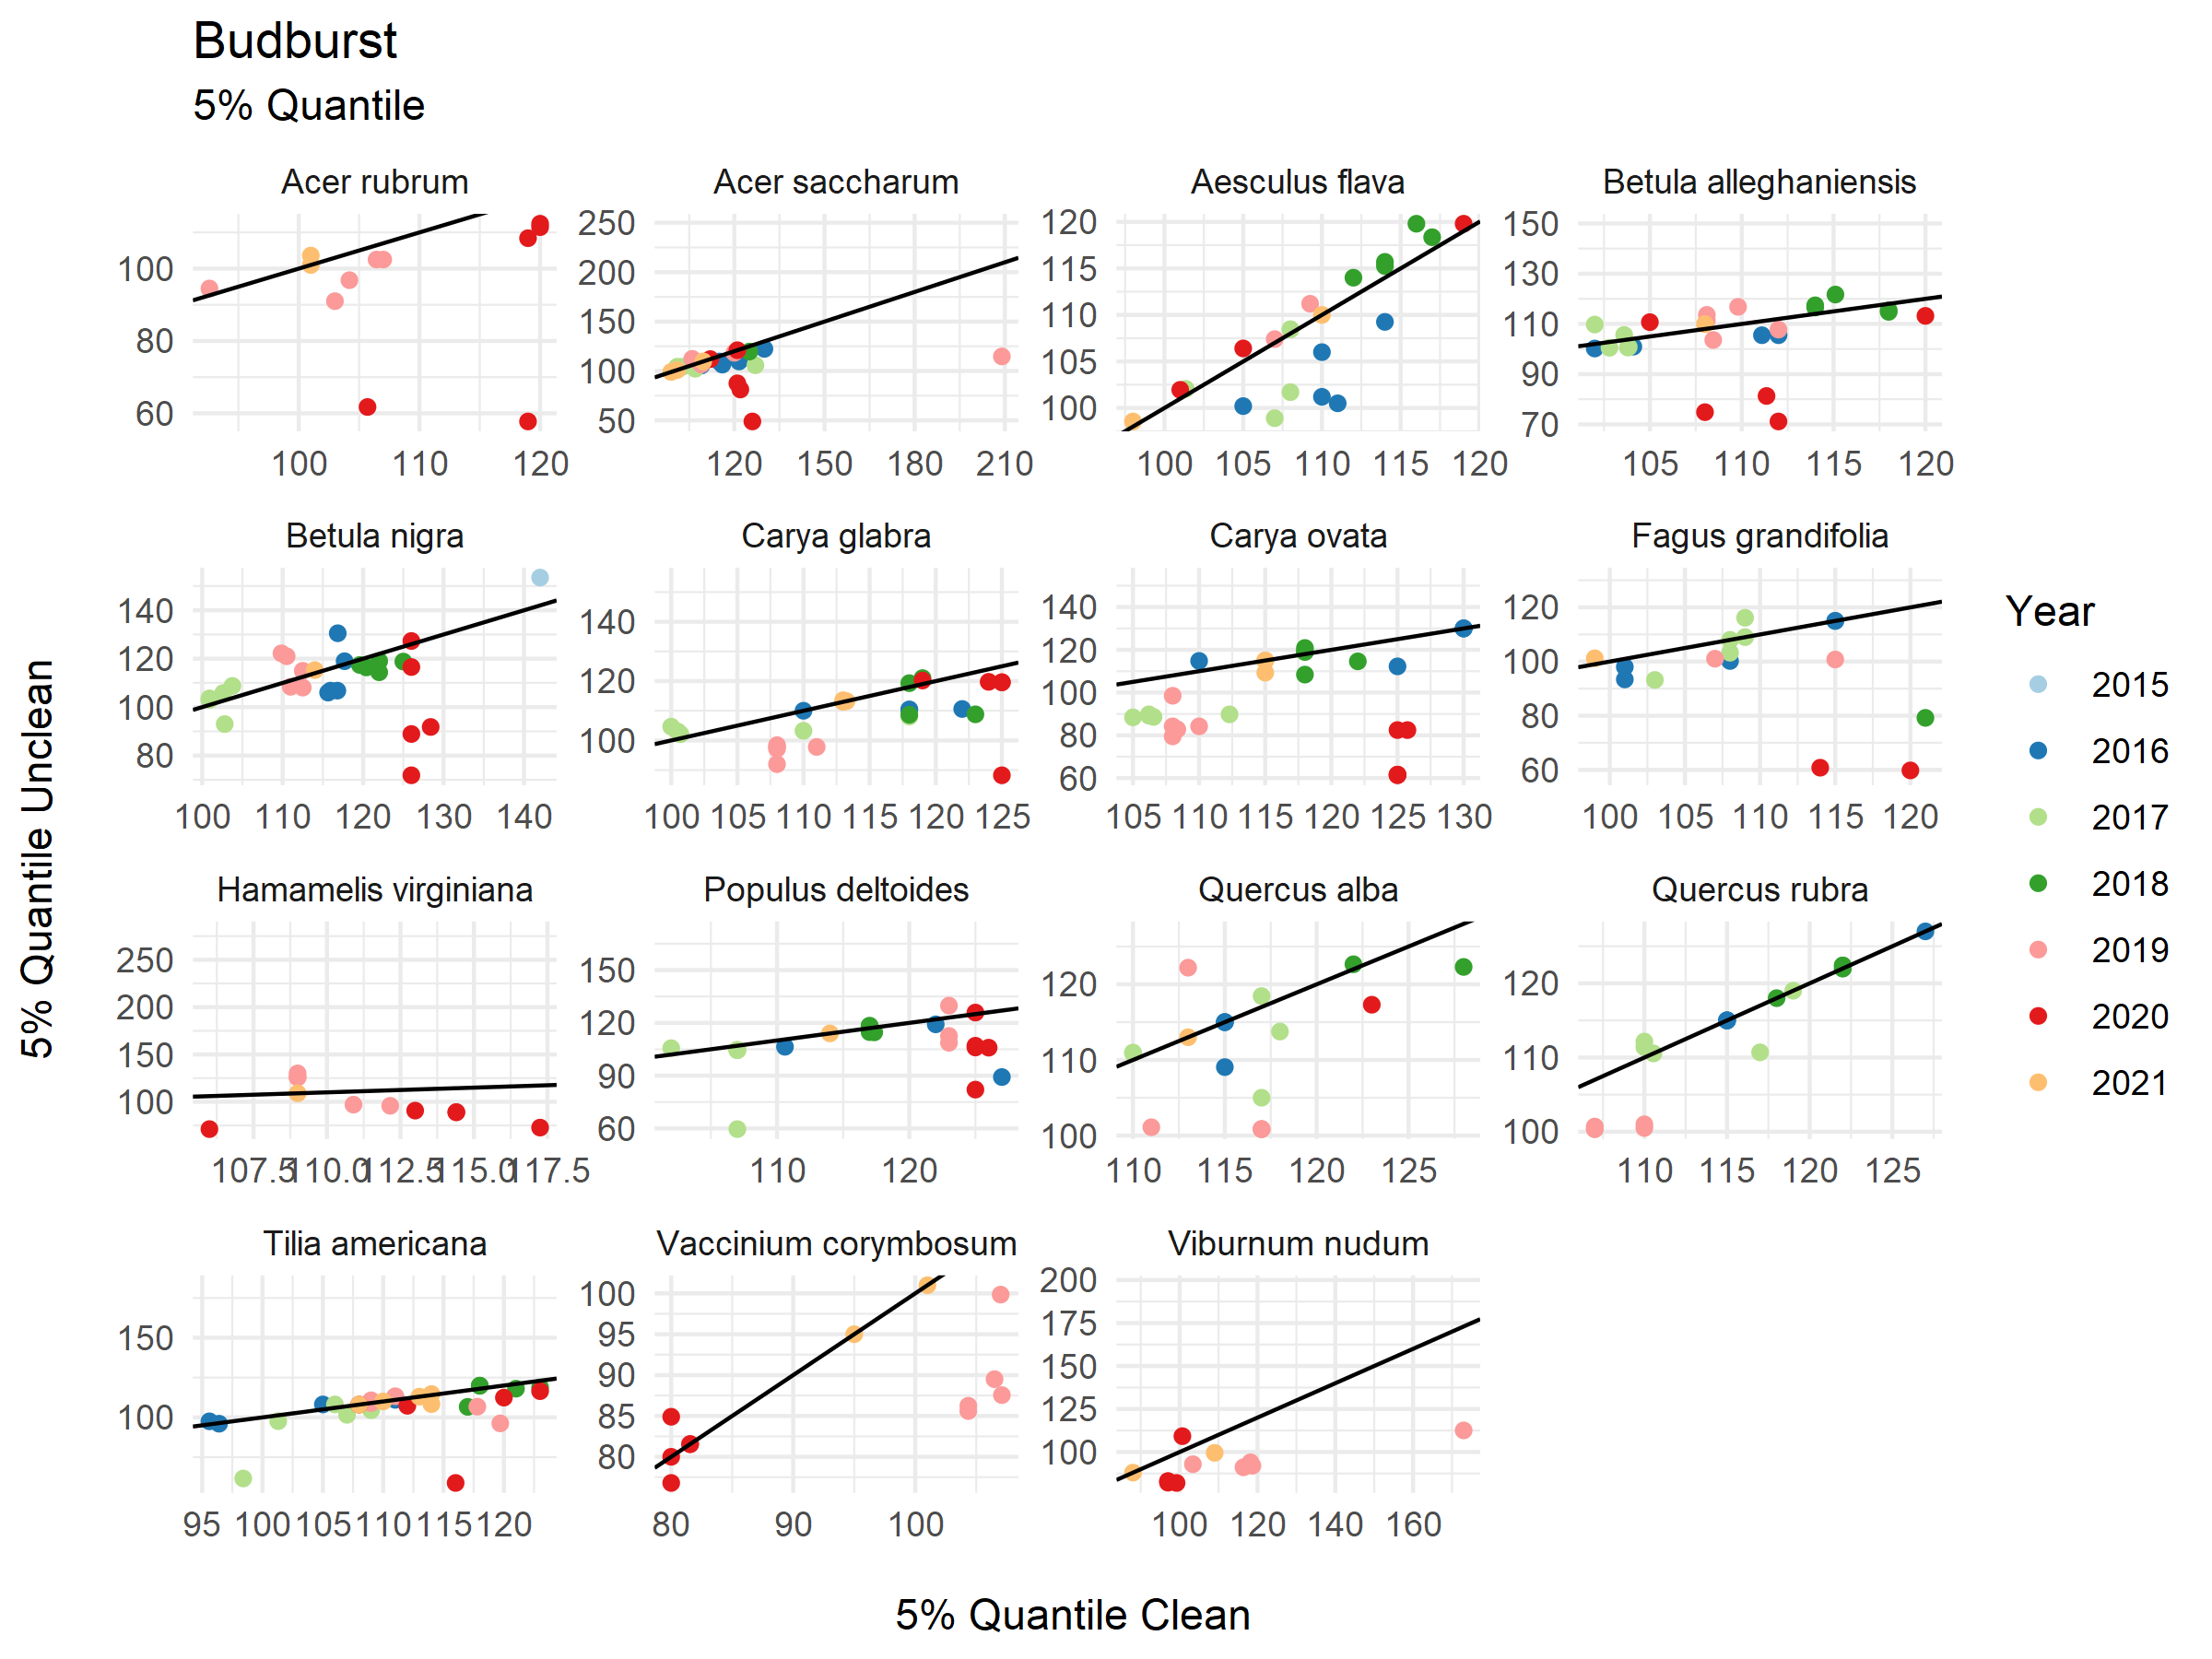 Budburst
5% Quantile
Acer rubrum Acer saccharum Aesculus flava Betula alleghaniensis
100 80 60
250 200 150 100 50
120 115 110 105 100
150 130 110 90 70
100 110 120
120 150 180 210
100 105 110 115 120
105 110 115 120
Betula nigra Carya glabra Carya ovata Fagus grandifolia
140 120 100 80
140 120 100
140 120 100 80 60
120 100 80 60
100 110 120 130 140
100 105 110 115 120 125
105 110 115 120 125 130
100 105 110 115 120
Hamamelis virginiana Populus deltoides Quercus alba Quercus rubra
250 200 150 100
150 120 90 60
120 110 100
120 110 100
107.5 110.0 112.5 115.0 117.5
110 120
110 115 120 125
110 115 120 125
Tilia americana Vaccinium corymbosum Viburnum nudum
150 100
100 95 90 85 80
200 175 150 125 100
95 100 105 110 115 120
80 90 100
100 120 140 160
5% Quantile Unclean
5% Quantile Clean
Year
2015
2016
2017
2018
2019
2020
2021